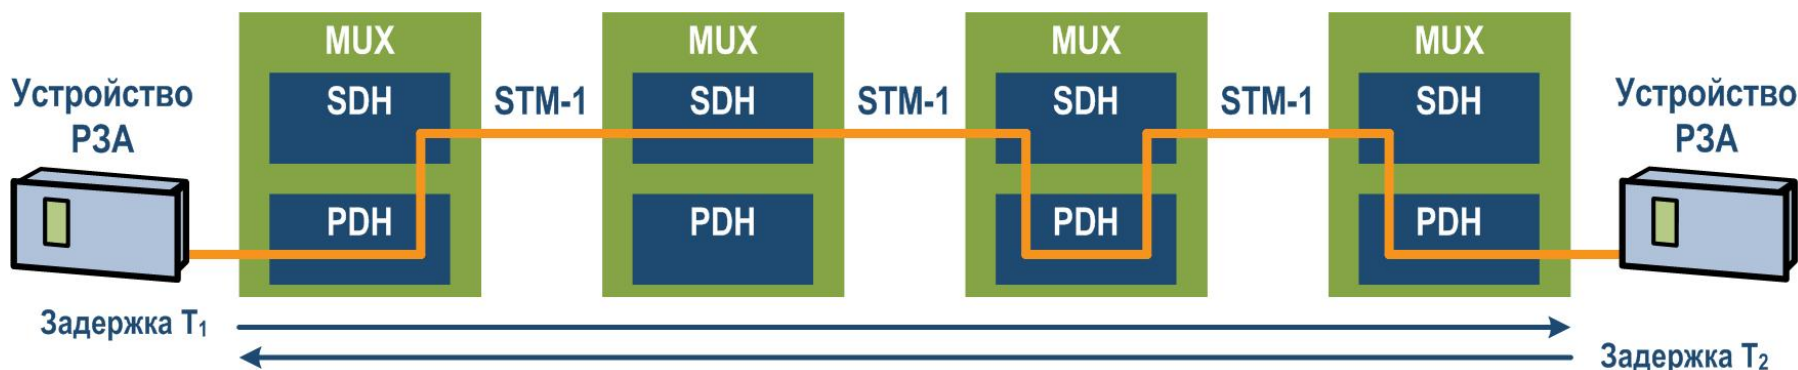 MUX MUX MUX MUX
Устройство РЗА
SDH STM-1 SDH STM-1 SDH STM-1 SDH
Устройство РЗА
PDH PDH PDH PDH
Задержка T1
Задержка T2